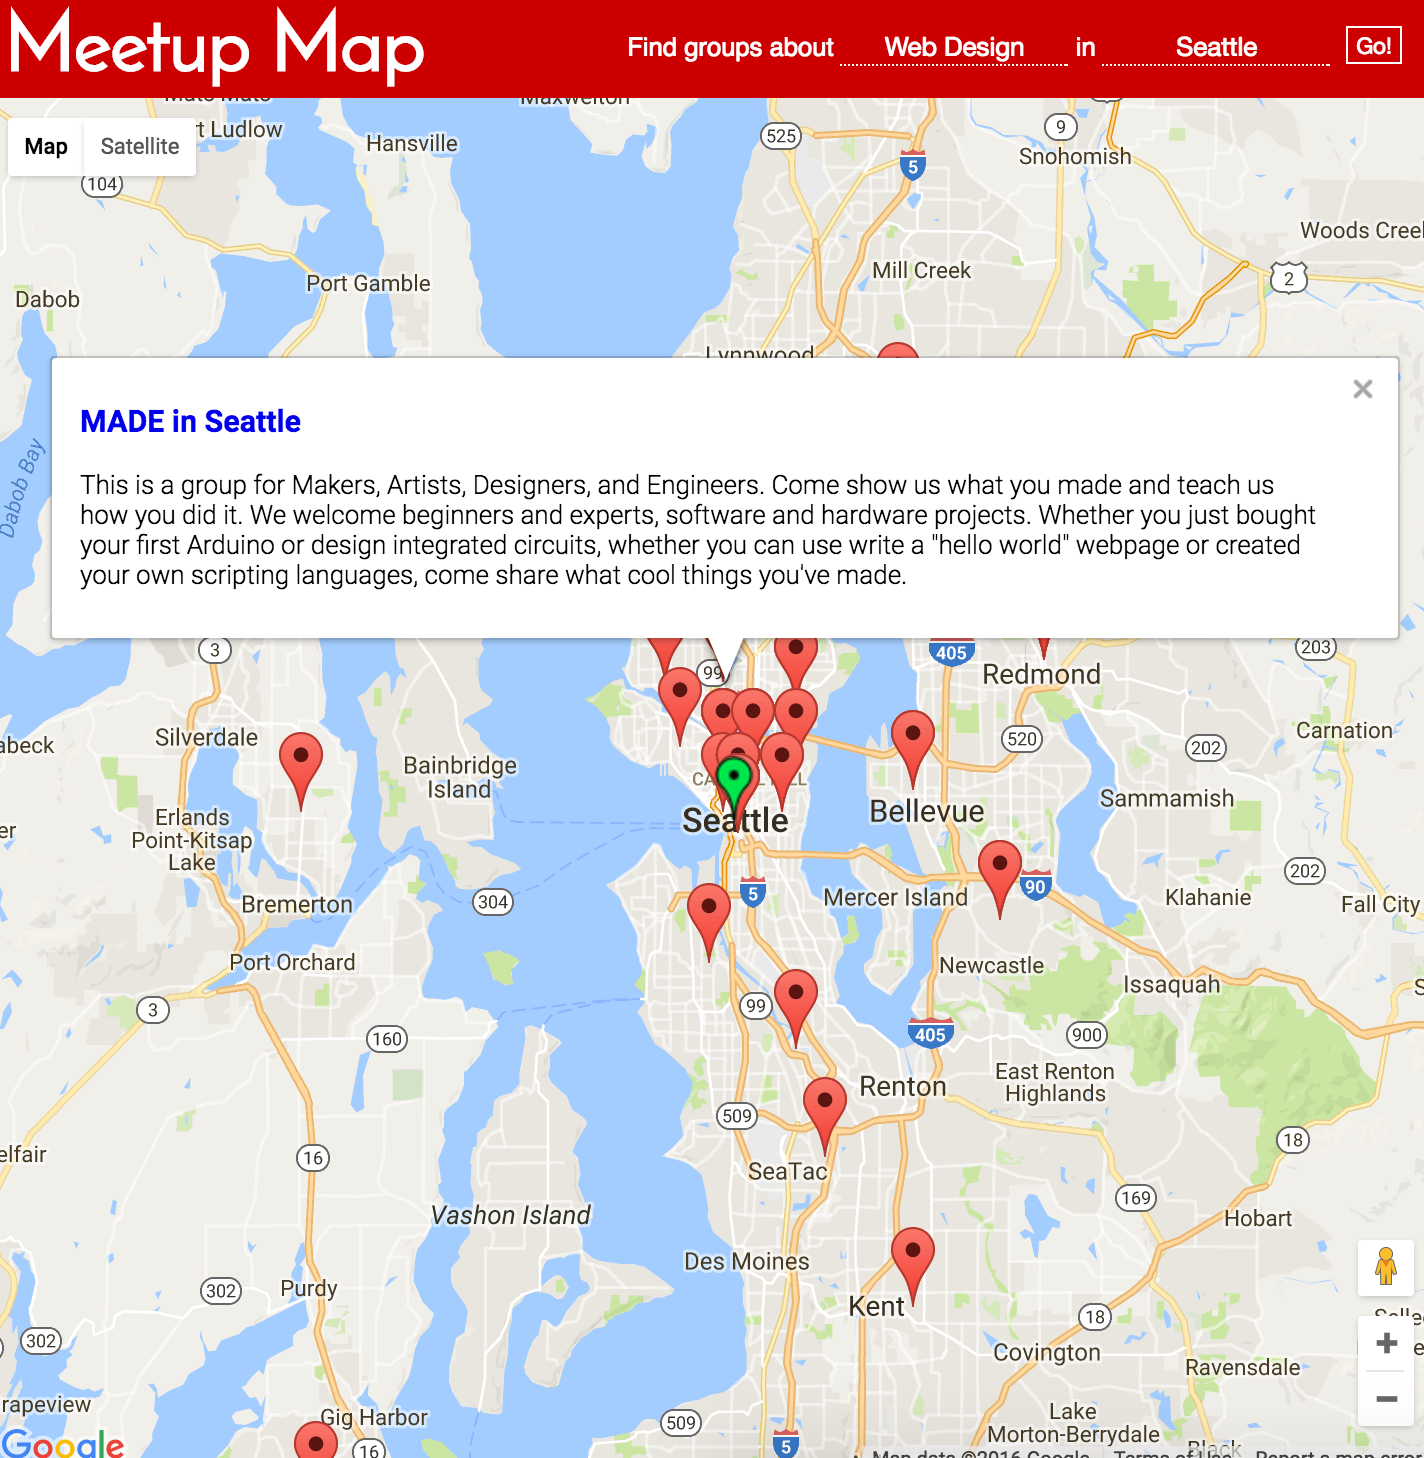 Meetup Map
Find groups about Web Design in Seattle Go!
Map Satellite
Maxwelton
rt Ludlow
Hansville
525
9
5
Snohomish
104
Woods Creek
Mill Creek
2
Port Gamble
Dabob
Lynnwood
MADE in Seattle
This is a group for Makers, Artists, Designers, and Engineers. Come show us what you made and teach us
how you did it. We welcome beginners and experts, software and hardware projects. Whether you just bought
your first Arduino or design integrated circuits, whether you can use write a "hello world" webpage or created
your own scripting languages, come share what cool things you've made.
Dabob Bay
3
405
203
99
Redmond
Silverdale
520
202
Carnation
abeck
Bainbridge
Island
Sammamish
Seattle
Bellevue
Erlands
Point-Kitsap
Lake
er
202
5
90
Mercer Island
Klahanie
Fall City
Bremerton
304
Port Orchard
Newcastle
Issaquah
3
99
160
405
900
Renton
East Renton
Highlands
509
18
elfair
16
SeaTac
169
Vashon Island
Hobart
Des Moines
302
Purdy
Kent
18
302
Covington
Ravensdale
rapeview
Gig Harbor
509
Lake
Morton-Berrydale
Black
Google
16
5
Map data ©2016 Google
Terms of Use
Report a map error